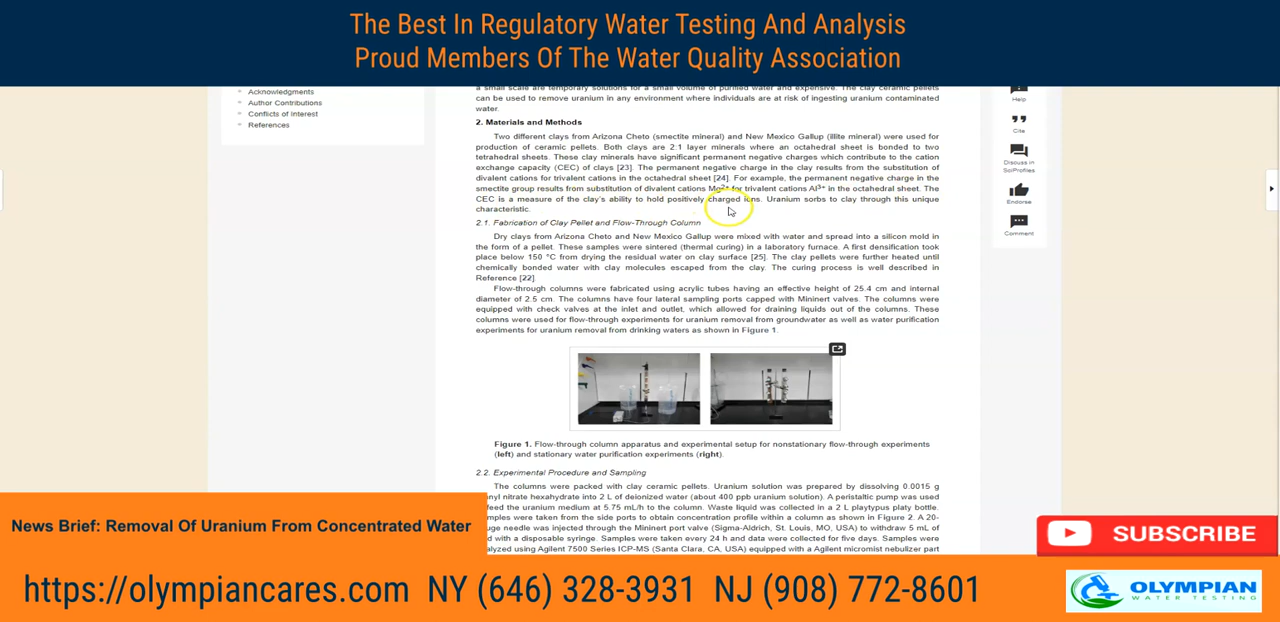 The Best In Regulatory Water Testing And Analysis
Proud Members Of The Water Quality Association
Acknowledgments
Author Contributions
Conflicts of Interest
References
a small scale are temporary solutions for a small volume of purified water and expensive. The clay ceramic pellets
can be used to remove uranium in any environment where individuals are at risk of ingesting uranium contaminated
water.
2. Materials and Methods
Two different clays from Arizona Cheto (smectite mineral) and New Mexico Gallup (illite mineral) were used for
production of ceramic pellets. Both clays are 2:1 layer minerals where an octahedral sheet is bonded to two
tetrahedral sheets. These clay minerals have significant permanent negative charges which contribute to the cation
exchange capacity (CEC) of clays [23]. The permanent negative charge in the clay results from the substitution of
divalent cations for trivalent cations in the octahedral sheet [24]. For example, the permanent negative charge in the
smectite group results from substitution of divalent cations Mg2+ for trivalent cations Al3+ in the octahedral sheet. The
CEC is a measure of the clay's ability to hold positively charged ions. Uranium sorbs to clay through this unique
characteristic.
2.1. Fabrication of Clay Pellet and Flow-Through Column
Dry clays from Arizona Cheto and New Mexico Gallup were mixed with water and spread into a silicon mold in
the form of a pellet. These samples were sintered (thermal curing) in a laboratory furnace. A first densification took
place below 150 °C from drying the residual water on clay surface [25]. The clay pellets were further heated until
chemically bonded water with clay molecules escaped from the clay. The curing process is well described in
Reference [22].
Flow-through columns were fabricated using acrylic tubes having an effective height of 25.4 cm and internal
diameter of 2.5 cm. The columns have four lateral sampling ports capped with Mininert valves. The columns were
equipped with check valves at the inlet and outlet, which allowed for draining liquids out of the columns. These
columns were used for flow-through experiments for uranium removal from groundwater as well as water purification
experiments for uranium removal from drinking waters as shown in Figure 1.
Figure 1. Flow-through column apparatus and experimental setup for nonstationary flow-through experiments
(left) and stationary water purification experiments (right).
2.2. Experimental Procedure and Sampling
The columns were packed with clay ceramic pellets. Uranium solution was prepared by dissolving 0.0015 g
nyl nitrate hexahydrate into 2 L of deionized water (about 400 ppb uranium solution). A peristaltic pump was used
feed the uranium medium at 5.75 mL/h to the column. Waste liquid was collected in a 2 L platypus platy bottle.
mples were taken from the side ports to obtain concentration profile within a column as shown in Figure 2. A 20-
uge needle was injected through the Mininert port valve (Sigma-Aldrich, St. Louis, MO, USA) to withdraw 5 mL of
d with a disposable syringe. Samples were taken every 24 h and data were collected for five days. Samples were
alyzed using Agilent 7500 Series ICP-MS (Santa Clara, CA, USA) equipped with a Agilent micromist nebulizer part
Help
Cite
Discuss in
SciProfiles
Endorse
Comment
News Brief: Removal Of Uranium From Concentrated Water
SUBSCRIBE
https://olympiancares.com NY (646) 328-3931 NJ (908) 772-8601
OLYMPIAN
WATER TESTING